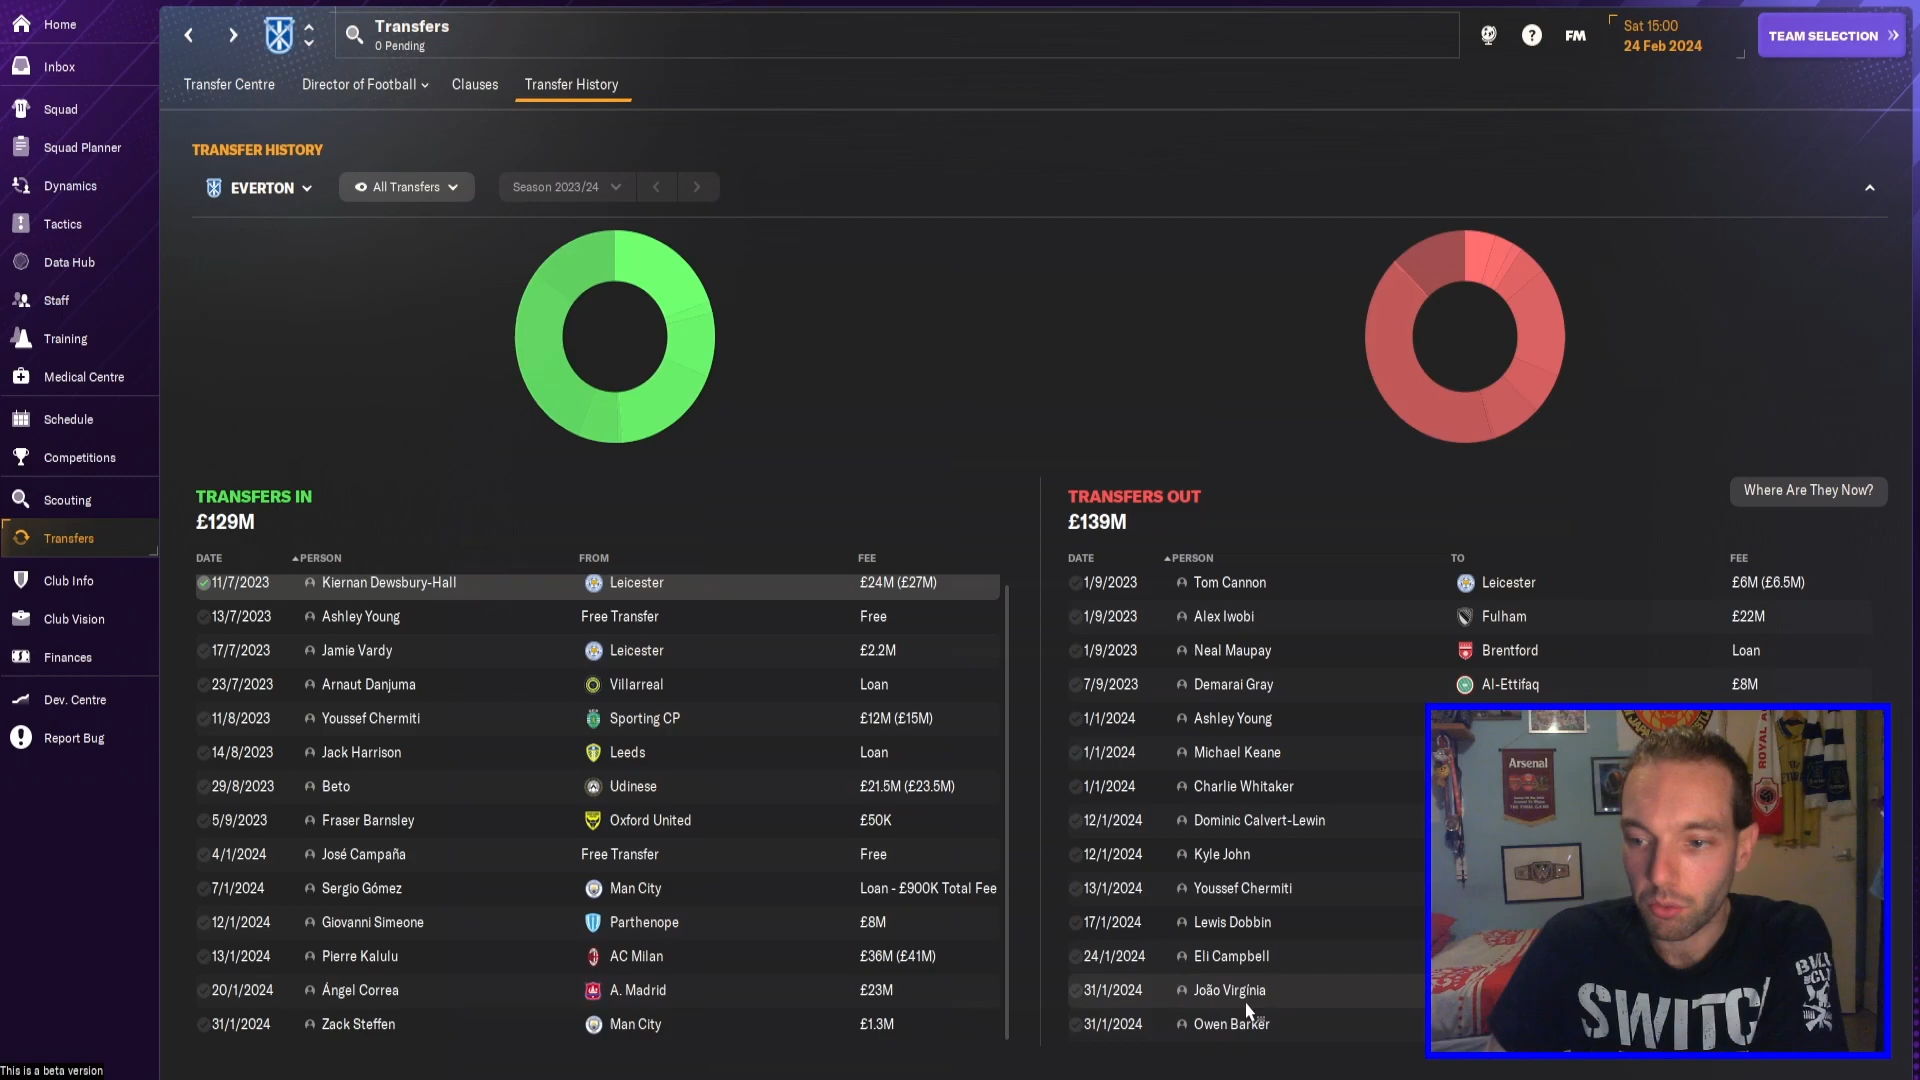 Home
Inbox
Squad
Squad Planner
Dynamics
Tactics
Data Hub
Staff
Training
Medical Centre
Schedule
Competitions
Scouting
Transfers
Club Info
Club Vision
Finances
Dev. Centre
Report Bug
This is a beta version
Transfers
0 Pending
FM
Sat 15:00
24 Feb 2024
TEAM SELECTION
Transfer Centre
Director of Football
Clauses
Transfer History
TRANSFER HISTORY
EVERTON
All Transfers
Season 2023/24
TRANSFERS IN
£129M
DATE PERSON FROM FEE
11/7/2023 Kiernan Dewsbury-Hall Leicester £24M (£27M)
13/7/2023 Ashley Young Free Transfer Free
17/7/2023 Jamie Vardy Leicester £2.2M
23/7/2023 Arnaut Danjuma Villarreal Loan
11/8/2023 Youssef Chermiti Sporting CP £12M (£15M)
14/8/2023 Jack Harrison Leeds Loan
29/8/2023 Beto Udinese £21.5M (£23.5M)
5/9/2023 Fraser Barnsley Oxford United £50K
4/1/2024 José Campaña Free Transfer Free
7/1/2024 Sergio Gómez Man City Loan - £900K Total Fee
12/1/2024 Giovanni Simeone Parthenope £8M
13/1/2024 Pierre Kalulu AC Milan £36M (£41M)
20/1/2024 Ángel Correa A. Madrid £23M
31/1/2024 Zack Steffen Man City £1.3M
TRANSFERS OUT
£139M
Where Are They Now?
DATE PERSON TO FEE
1/9/2023 Tom Cannon Leicester £6M (£6.5M)
1/9/2023 Alex Iwobi Fulham £22M
1/9/2023 Neal Maupay Brentford Loan
7/9/2023 Demarai Gray Al-Ettifaq £8M
1/1/2024 Ashley Young
1/1/2024 Michael Keane
1/1/2024 Charlie Whitaker
12/1/2024 Dominic Calvert-Lewin
12/1/2024 Kyle John
13/1/2024 Youssef Chermiti
17/1/2024 Lewis Dobbin
24/1/2024 Eli Campbell
31/1/2024 João Virgínia
31/1/2024 Owen Barker
Arsenal
ROYAL
SWITC